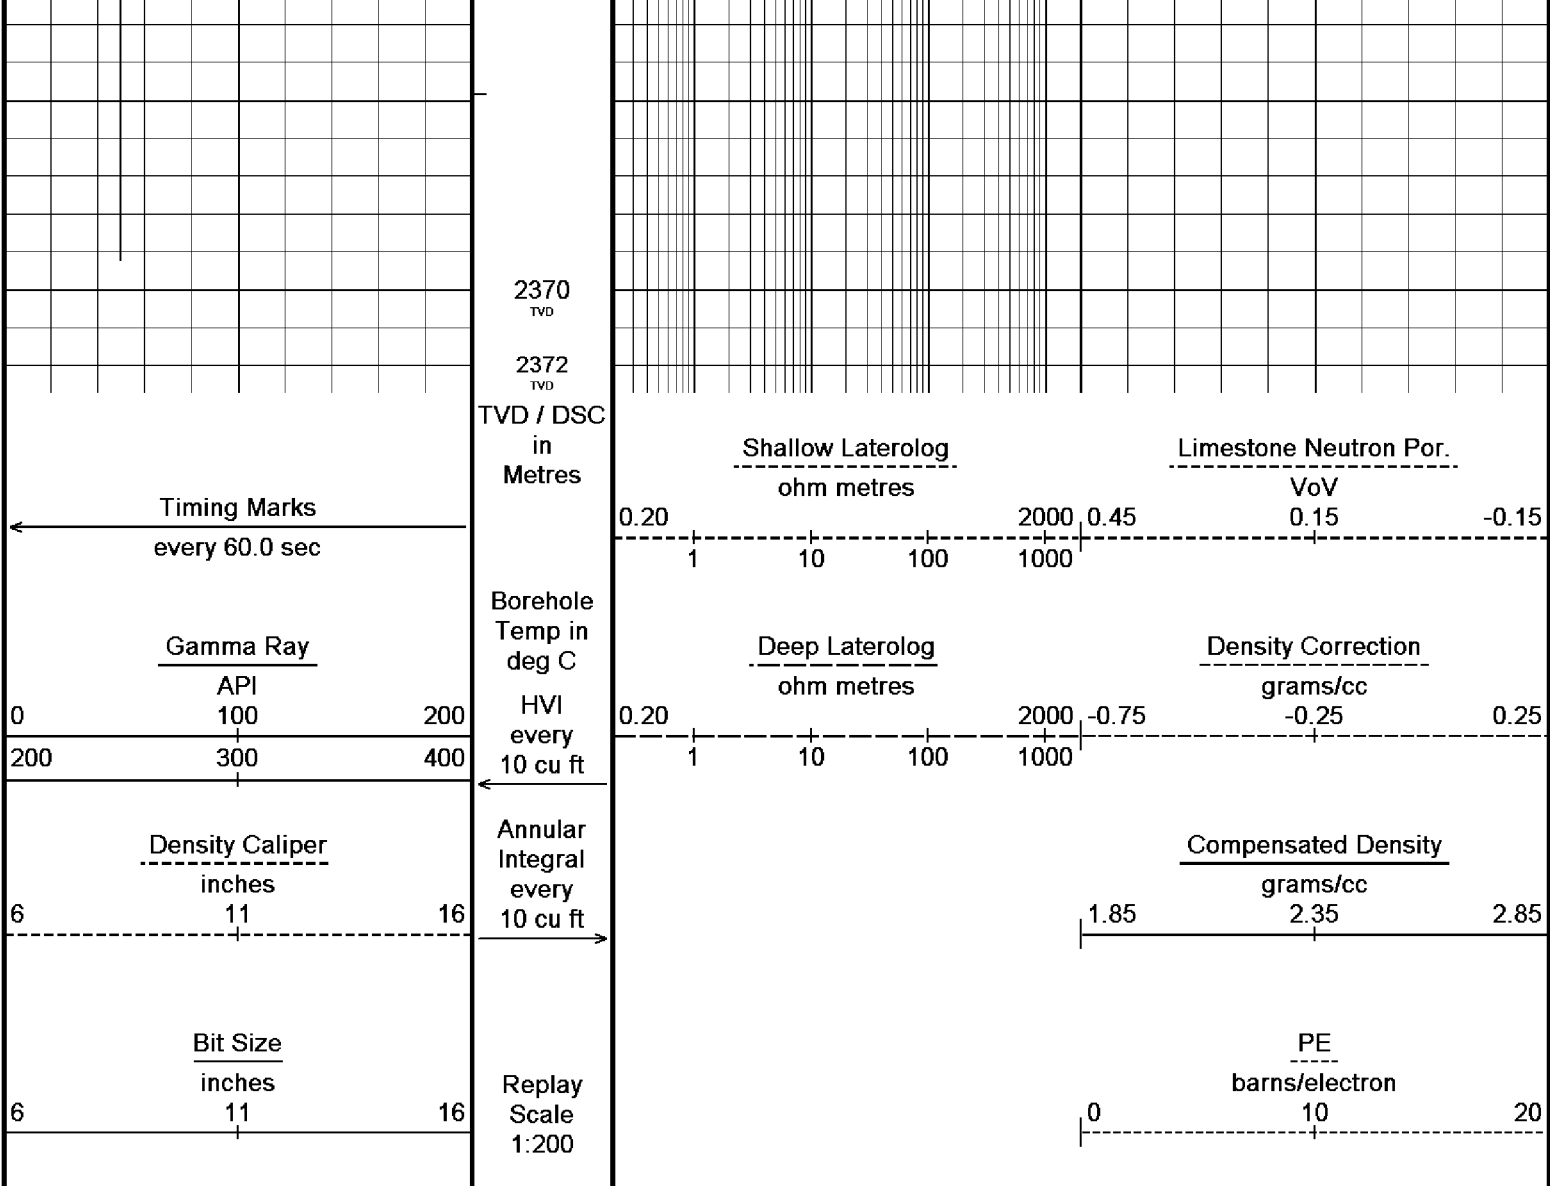 2370
TVD
2372
TVD
TVD / DSC
in
Metres
Timing Marks
every 60.0 sec
Gamma Ray
API
0 100 200
200 300 400
Density Caliper
inches
6 11 16
Bit Size
inches
6 11 16
Borehole
Temp in
deg C
HVI
every
10 cu ft
Annular
Integral
every
10 cu ft
Replay
Scale
1:200
Shallow Laterolog
ohm metres
0.20 2000
1 10 100 1000
Deep Laterolog
ohm metres
0.20 2000
1 10 100 1000
Limestone Neutron Por.
VoV
0.45 0.15 -0.15
Density Correction
grams/cc
-0.75 -0.25 0.25
Compensated Density
grams/cc
1.85 2.35 2.85
PE
barns/electron
0 10 20